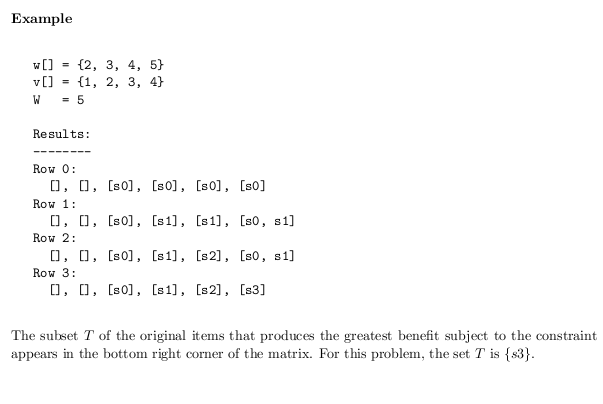 Example
w[] = {2, 3, 4, 5}
v[] = {1, 2, 3, 4}
W   = 5
Results:
--------
Row 0:
  [], [], [s0], [s0], [s0], [s0]
Row 1:
  [], [], [s0], [s1], [s1], [s0, s1]
Row 2:
  [], [], [s0], [s1], [s2], [s0, s1]
Row 3:
  [], [], [s0], [s1], [s2], [s3]
The subset T of the original items that produces the greatest benefit subject to the constraint
appears in the bottom right corner of the matrix. For this problem, the set T is {s3}.